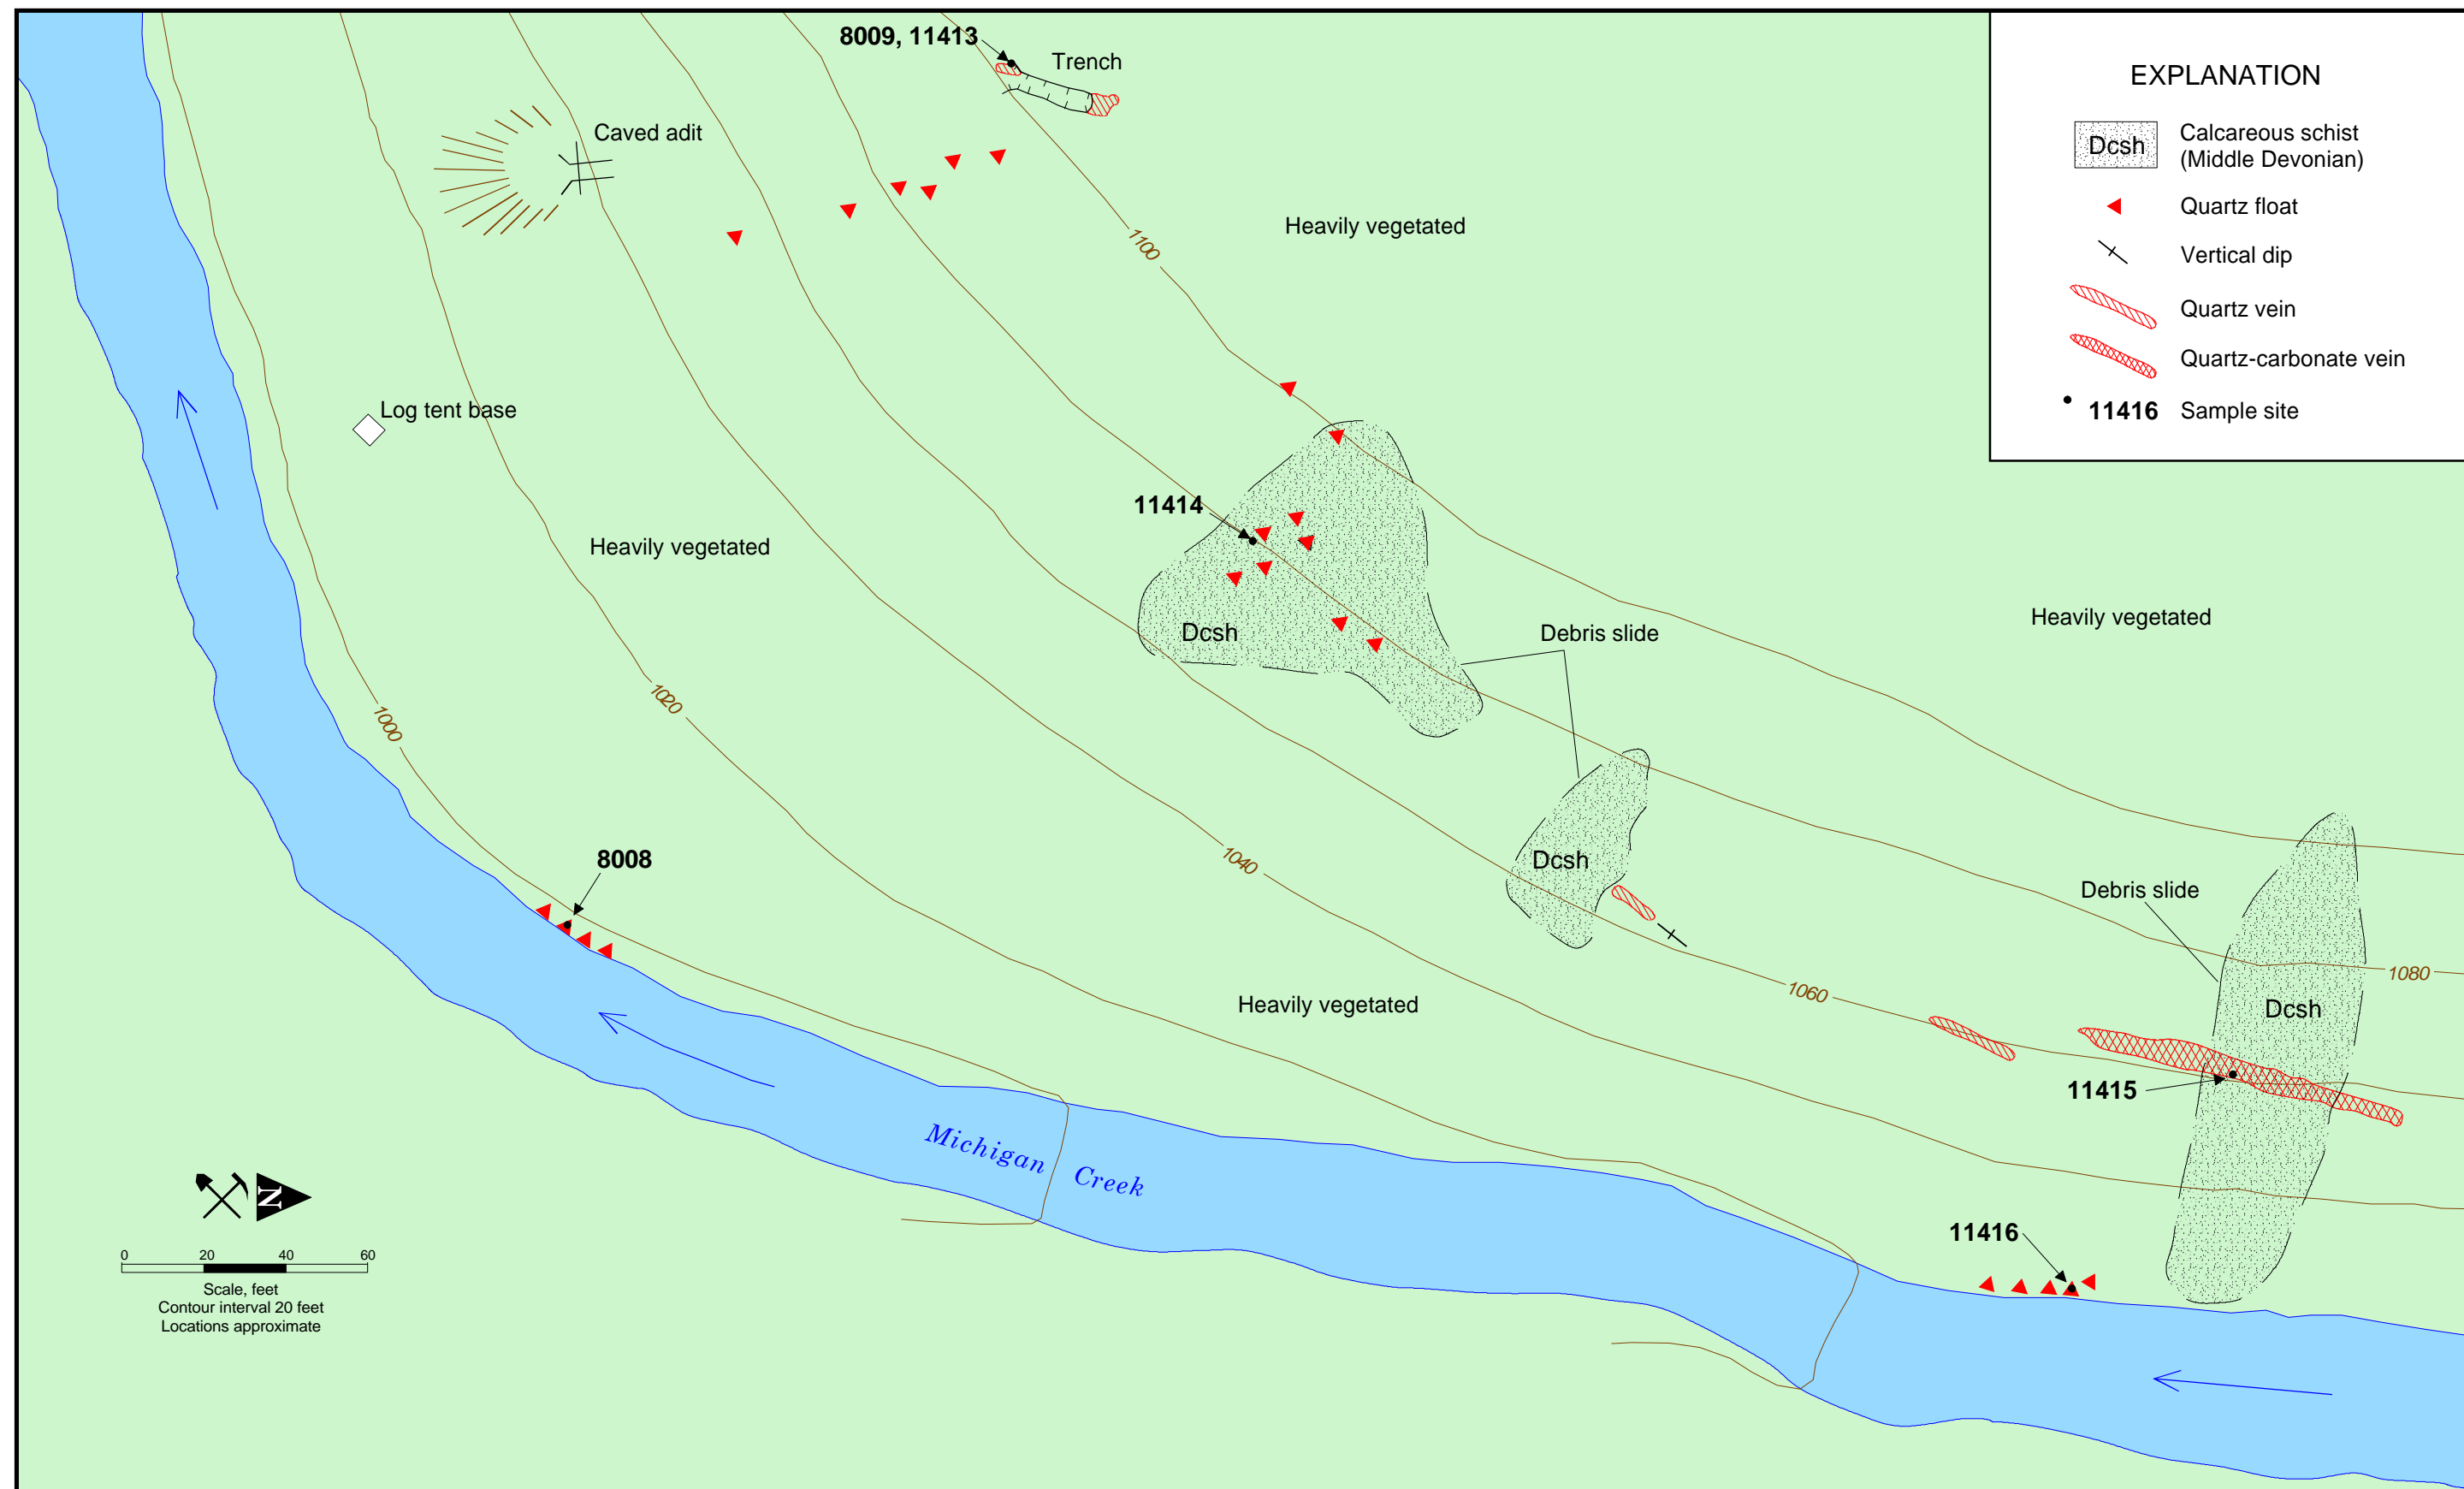 8009, 11413
Trench
Caved adit
Heavily vegetated
1100
EXPLANATION
Dcsh
Calcareous schist
(Middle Devonian)
Quartz float
Vertical dip
Quartz vein
Quartz-carbonate vein
11416 Sample site
Log tent base
11414
Heavily vegetated
Heavily vegetated
Dcsh
Debris slide
1020
1000
8008
1040
Dcsh
Debris slide
1080
Dcsh
Heavily vegetated
1060
11415
Michigan Creek
11416
N
0 20 40 60
Scale, feet
Contour interval 20 feet
Locations approximate